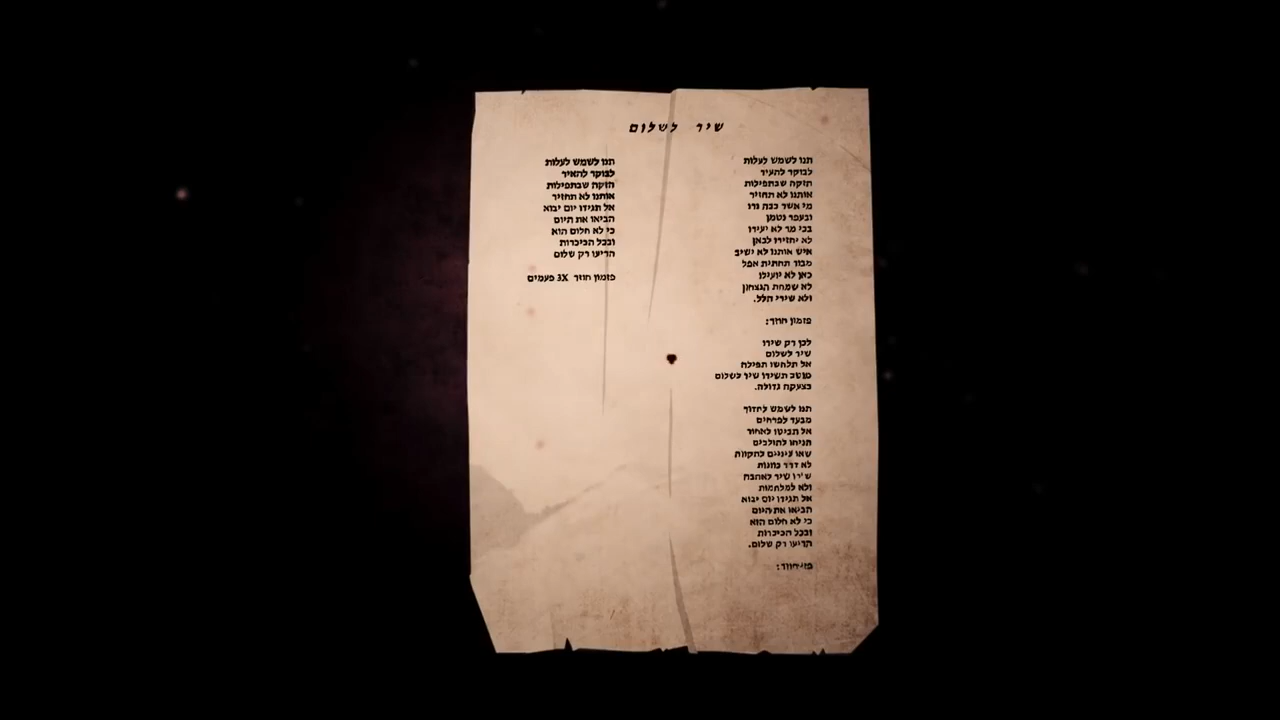 שיר לשלום
תנו לשמש לעלות
לבוקר להאיר
הזקה שבתפילות
אותנו לא תחזיר
מי אשר כבה נרו
ובעפר נטמן
בכי מר לא יעירו
לא יחזירו לכאן
איש אותנו לא ישיב
מבור תחתית אפל
כאן לא יועילו
לא שמחת הנצחון
ולא שירי הלל.
פזמון חוזר:
לכן רק שירו
שיר לשלום
אל תלחשו תפילה
מוטב תשירו שיר לשלום
בצעקה גדולה.
תנו לשמש לחדור
מבעד לפרחים
אל תביטו לאחור
תניחו להולכים
שאו עיניים בתקווה
לא דרך כוונות
שירו שיר לאהבה
ולא למלחמות
אל תגידו יום יבוא
הביאו את היום
כי לא חלום הוא
ובכל הכיכרות
הריעו רק שלום.
תנו לשמש לעלות
לבוקר להאיר
הזקה שבתפילות
אותנו לא תחזיר
אל תגידו יום יבוא
הביאו את היום
כי לא חלום הוא
ובכל הכיכרות
הריעו רק שלום
פזמון חוזר 3X פעמים